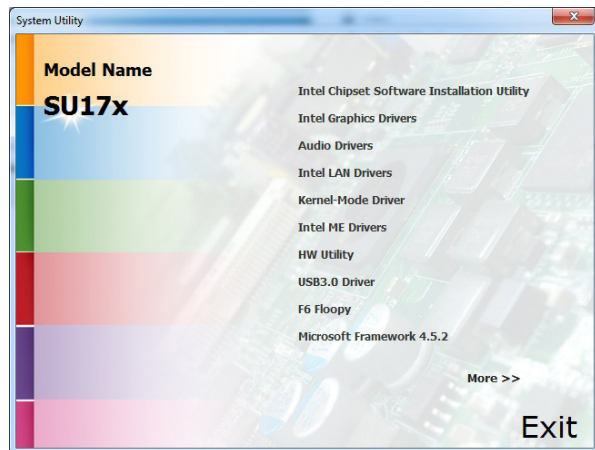 System Utility
Model Name
SU17x
Intel Chipset Software Installation Utility
Intel Graphics Drivers
Audio Drivers
Intel LAN Drivers
Kernel-Mode Driver
Intel ME Drivers
HW Utility
USB3.0 Driver
F6 Floopy
Microsoft Framework 4.5.2
More >>
Exit